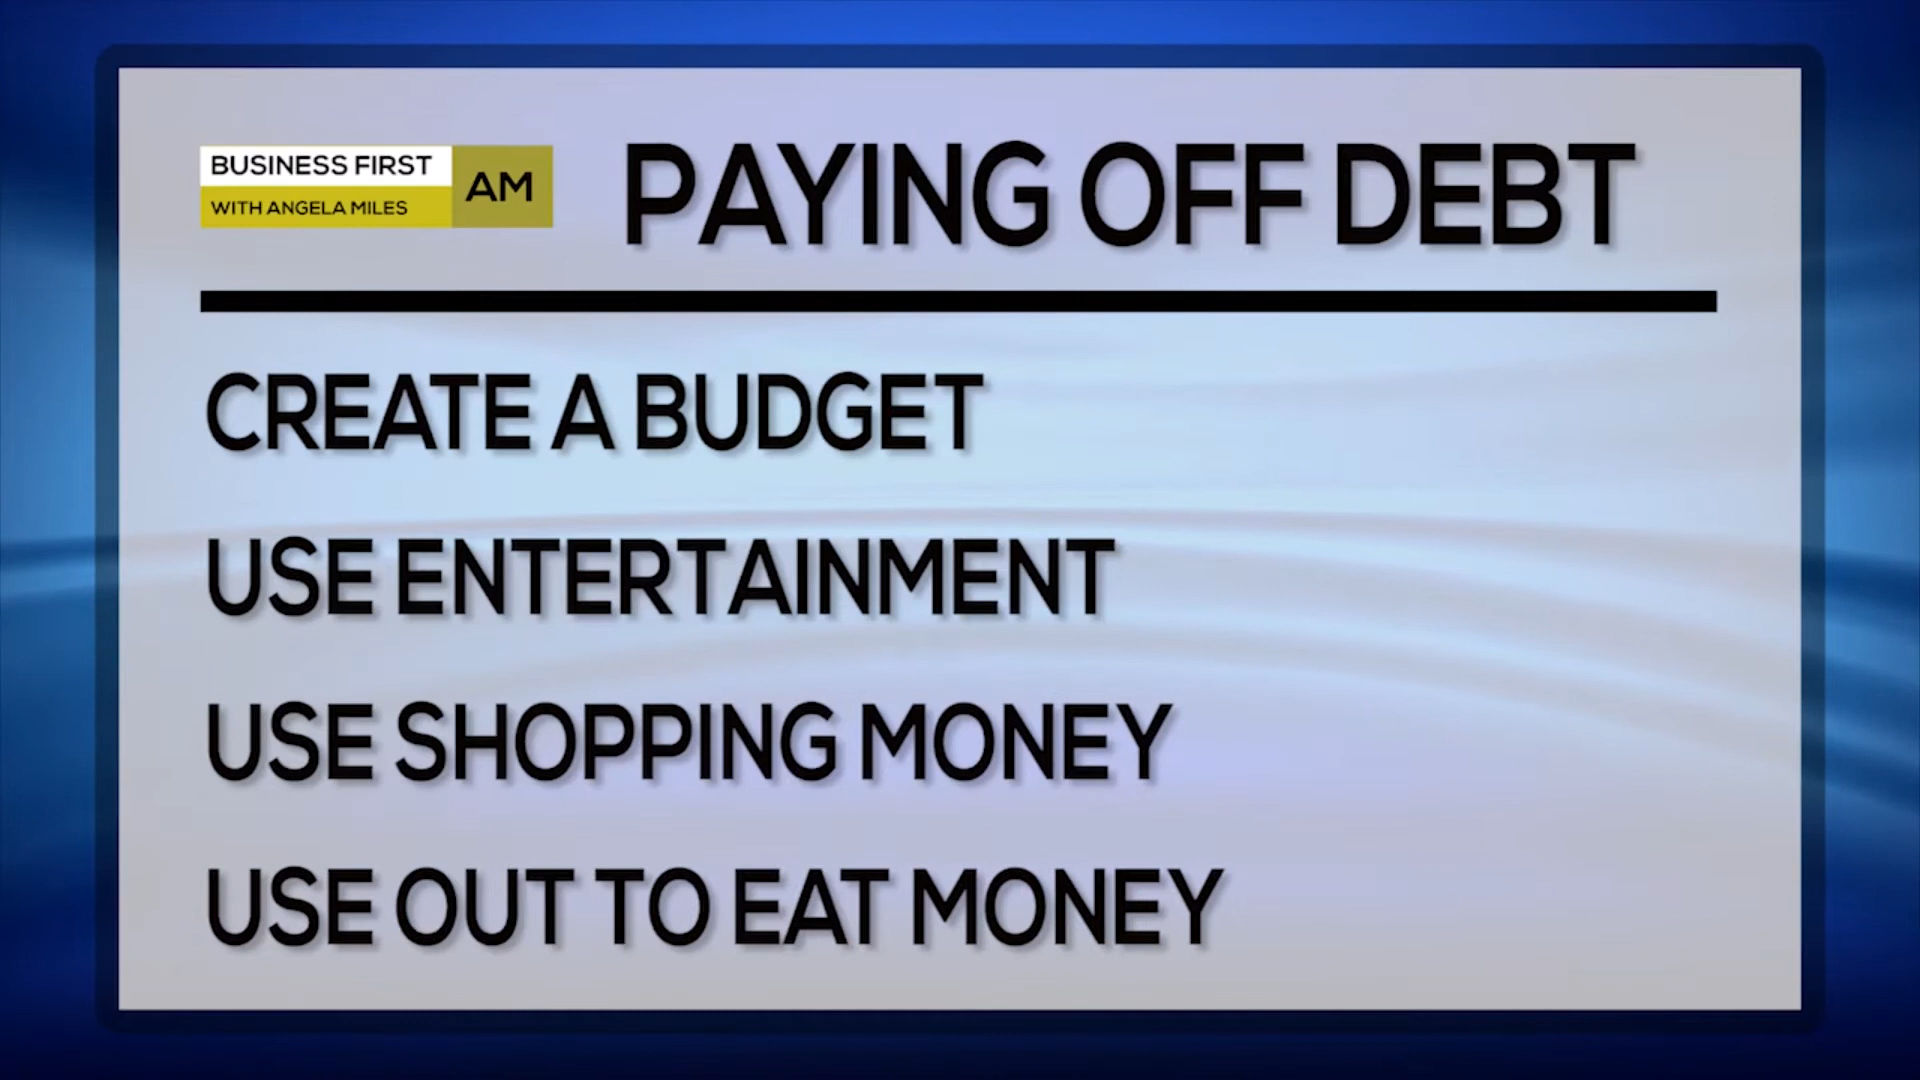 BUSINESS FIRST
WITH ANGELA MILES
AM
PAYING OFF DEBT
CREATE A BUDGET
USE ENTERTAINMENT
USE SHOPPING MONEY
USE OUT TO EAT MONEY